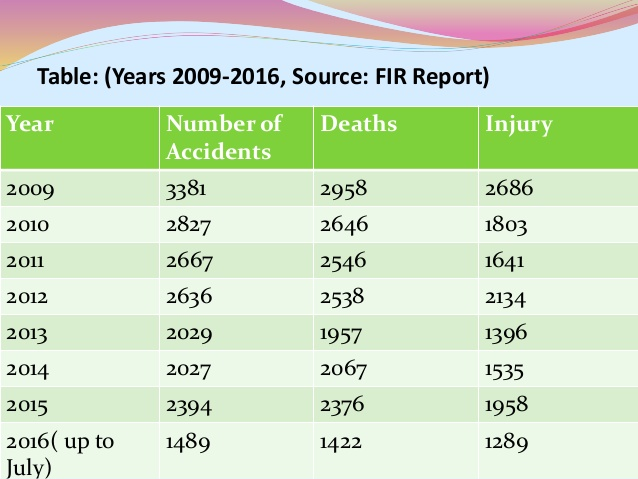 Table: (Years 2009-2016, Source: FIR Report)
Year Number of Accidents Deaths Injury
2009 3381 2958 2686
2010 2827 2646 1803
2011 2667 2546 1641
2012 2636 2538 2134
2013 2029 1957 1396
2014 2027 2067 1535
2015 2394 2376 1958
2016( up to July) 1489 1422 1289